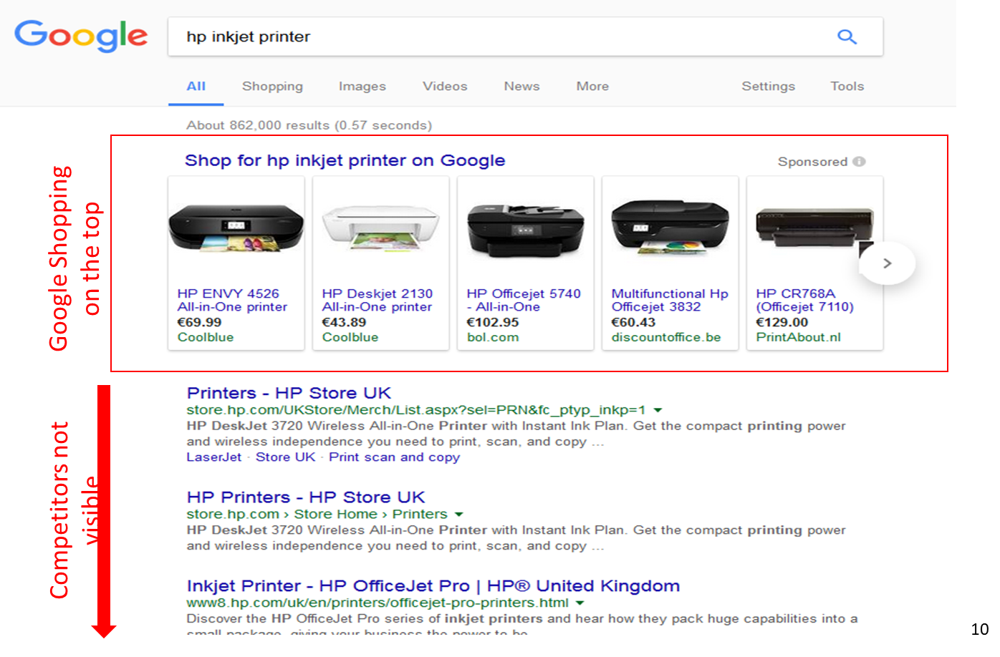 Google
hp inkjet printer
All Shopping Images Videos News More Settings Tools
About 862,000 results (0.57 seconds)
Google Shopping
on the top
Shop for hp inkjet printer on Google
Sponsored
HP ENVY 4526
All-in-One printer
€69.99
Coolblue
HP Deskjet 2130
All-in-One printer
€43.89
Coolblue
HP Officejet 5740
- All-in-One
€102.95
bol.com
Multifunctional Hp
Officejet 3832
€60.43
discountoffice.be
HP CR768A
(Officejet 7110)
€129.00
PrintAbout.nl
Competitors not
visible
Printers - HP Store UK
store.hp.com/UKStore/Merch/List.aspx?sel=PRN&fc_ptyp_inkp=1
HP DeskJet 3720 Wireless All-in-One Printer with Instant Ink Plan. Get the compact printing power
and wireless independence you need to print, scan, and copy ...
LaserJet · Store UK · Print scan and copy
HP Printers - HP Store UK
store.hp.com › Store Home › Printers
HP DeskJet 3720 Wireless All-in-One Printer with Instant Ink Plan. Get the compact printing power
and wireless independence you need to print, scan, and copy ...
Inkjet Printer - HP OfficeJet Pro | HP® United Kingdom
www8.hp.com/uk/en/printers/officejet-pro-printers.html
Discover the HP OfficeJet Pro series of inkjet printers and hear how they pack huge capabilities into a
small package, giving your business the power to be
10